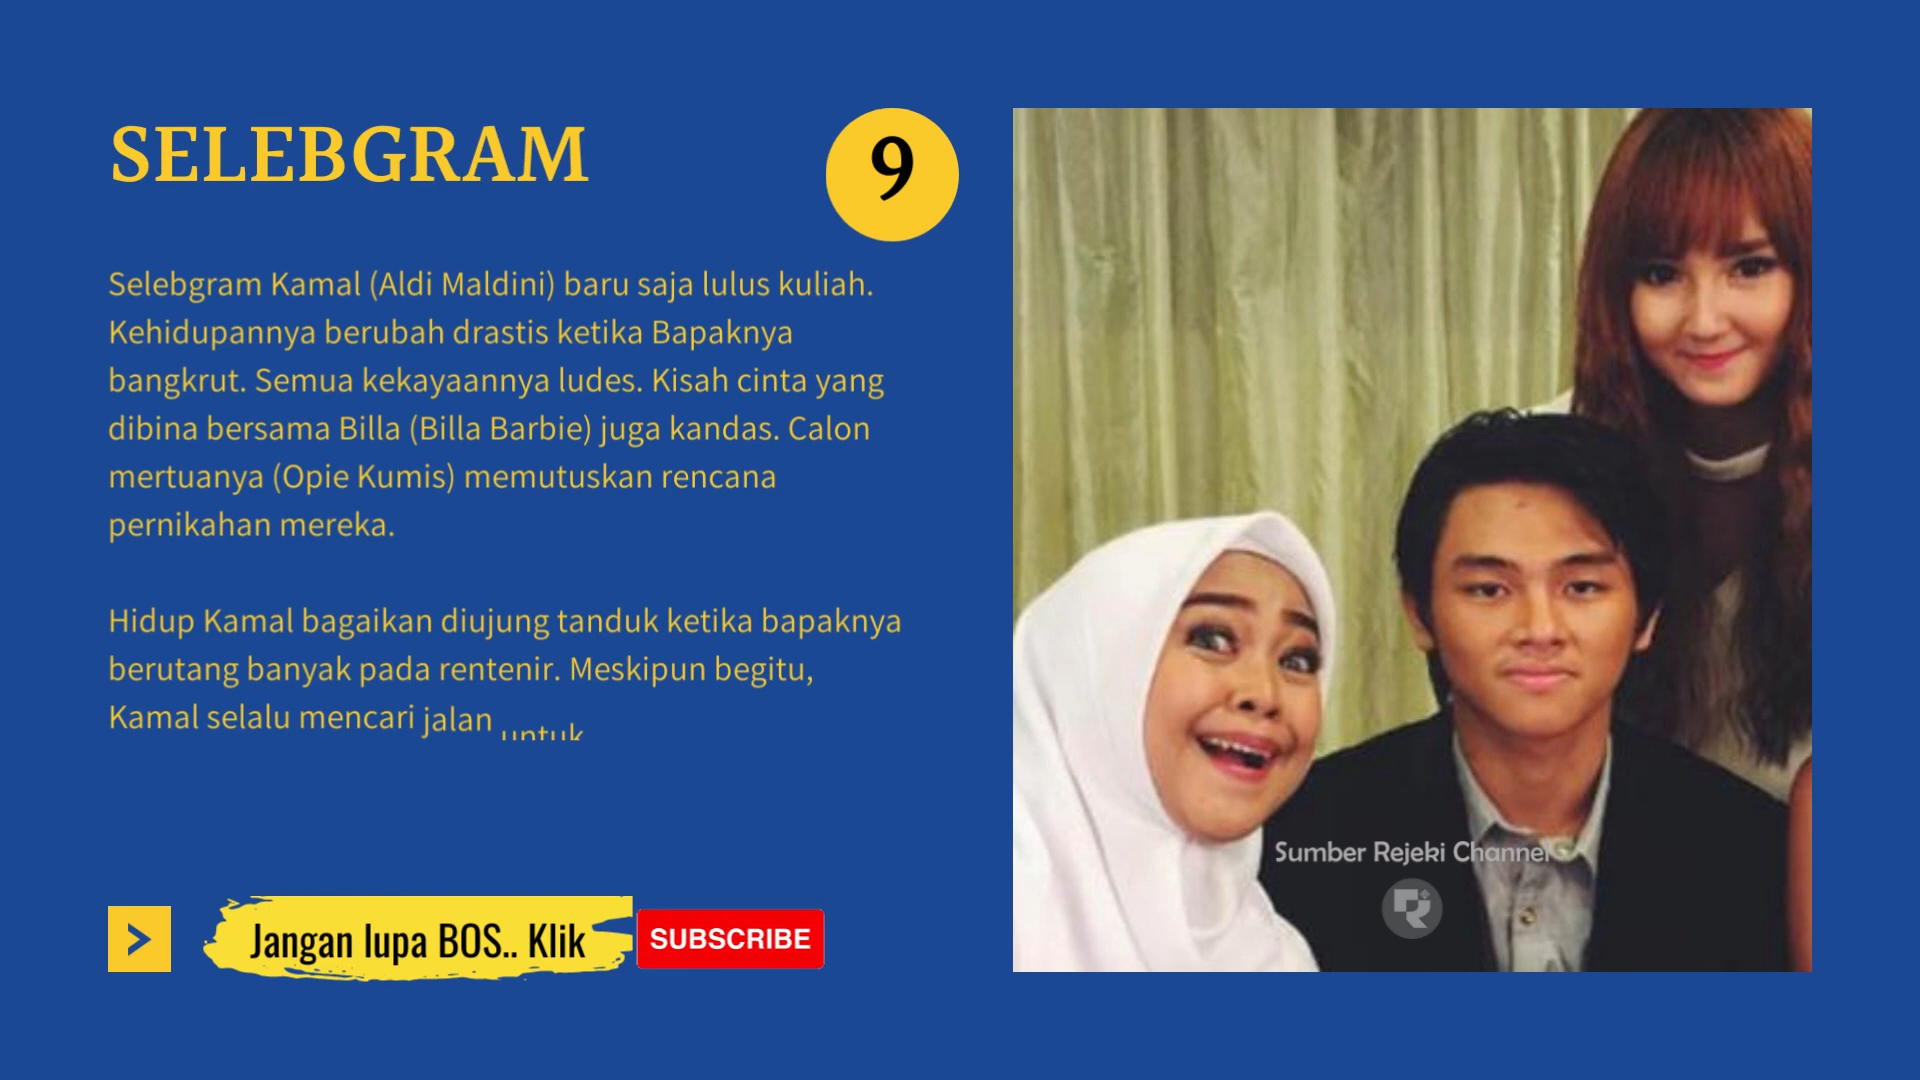 SELEBGRAM
9
Selebgram Kamal (Aldi Maldini) baru saja lulus kuliah.
Kehidupannya berubah drastis ketika Bapaknya
bangkrut. Semua kekayaannya ludes. Kisah cinta yang
dibina bersama Billa (Billa Barbie) juga kandas. Calon
mertuanya (Opie Kumis) memutuskan rencana
pernikahan mereka.
Hidup Kamal bagaikan diujung tanduk ketika bapaknya
berutang banyak pada rentenir. Meskipun begitu,
Kamal selalu mencari jalan untuk
Jangan lupa BOS.. Klik
SUBSCRIBE
Sumber Rejeki Channel